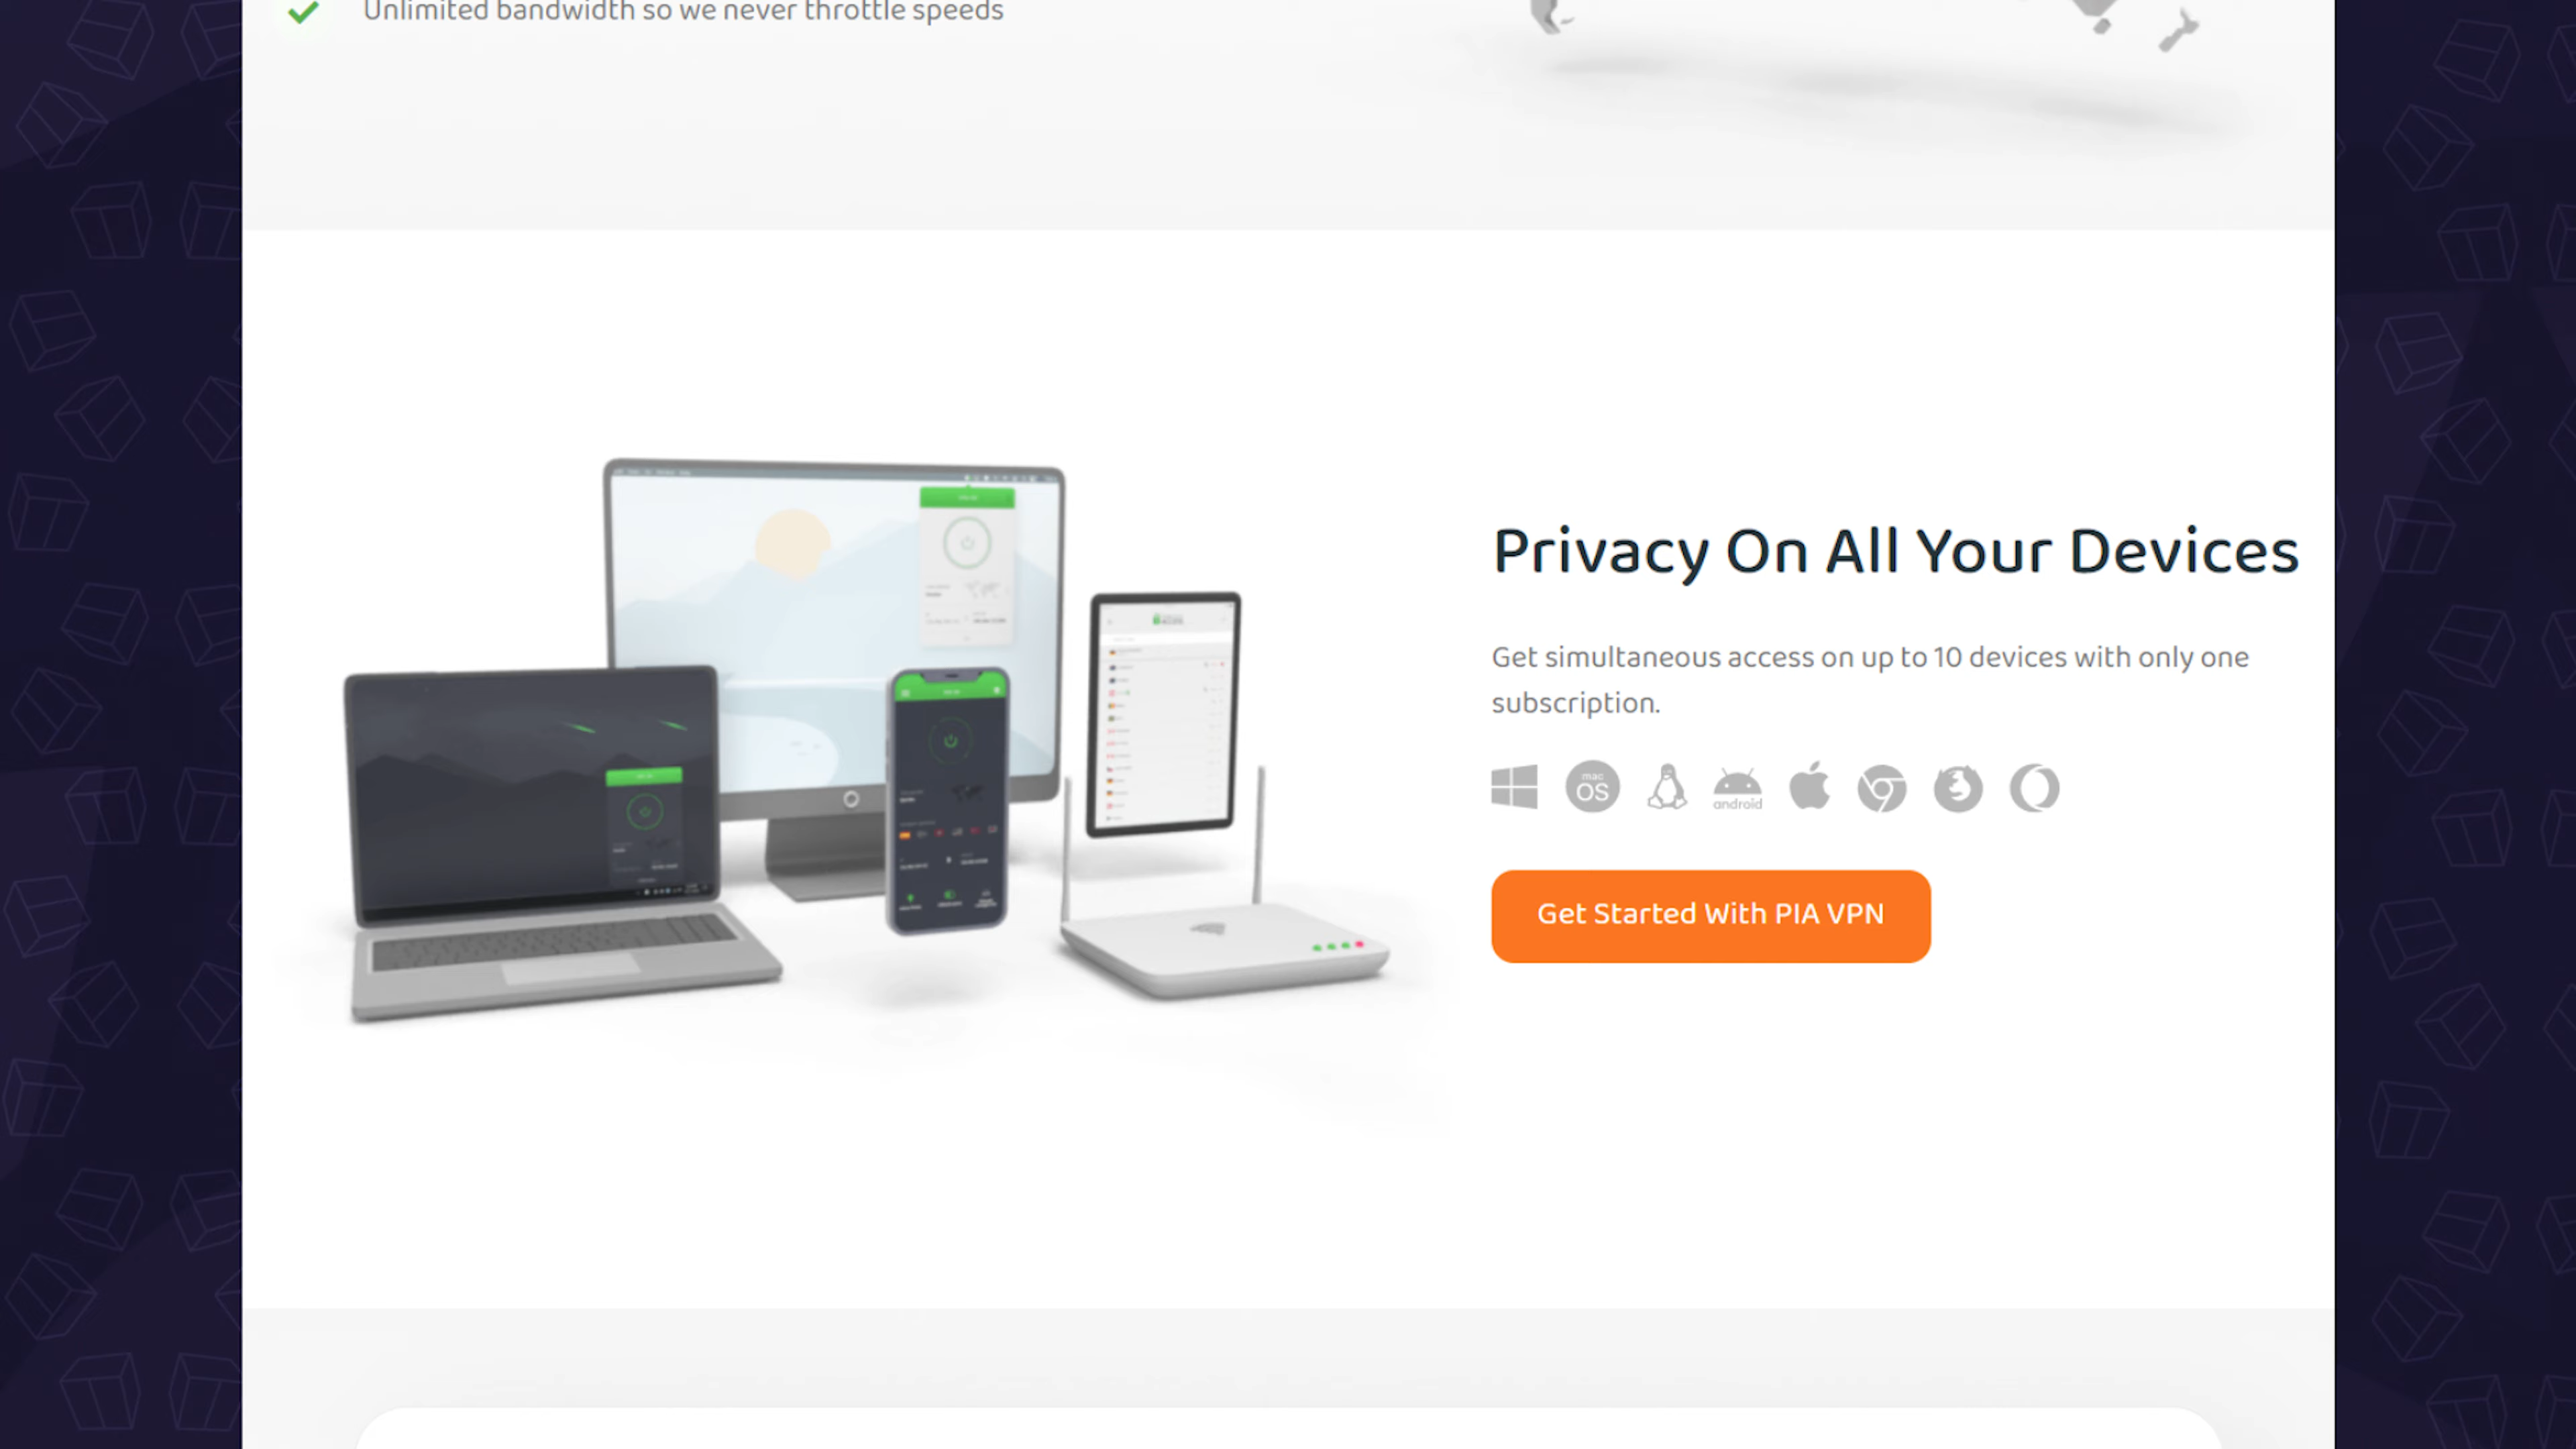 Unlimited bandwidth so we never throttle speeds
Privacy On All Your Devices
Get simultaneous access on up to 10 devices with only one
subscription.
mac
OS
android
Get Started With PIA VPN